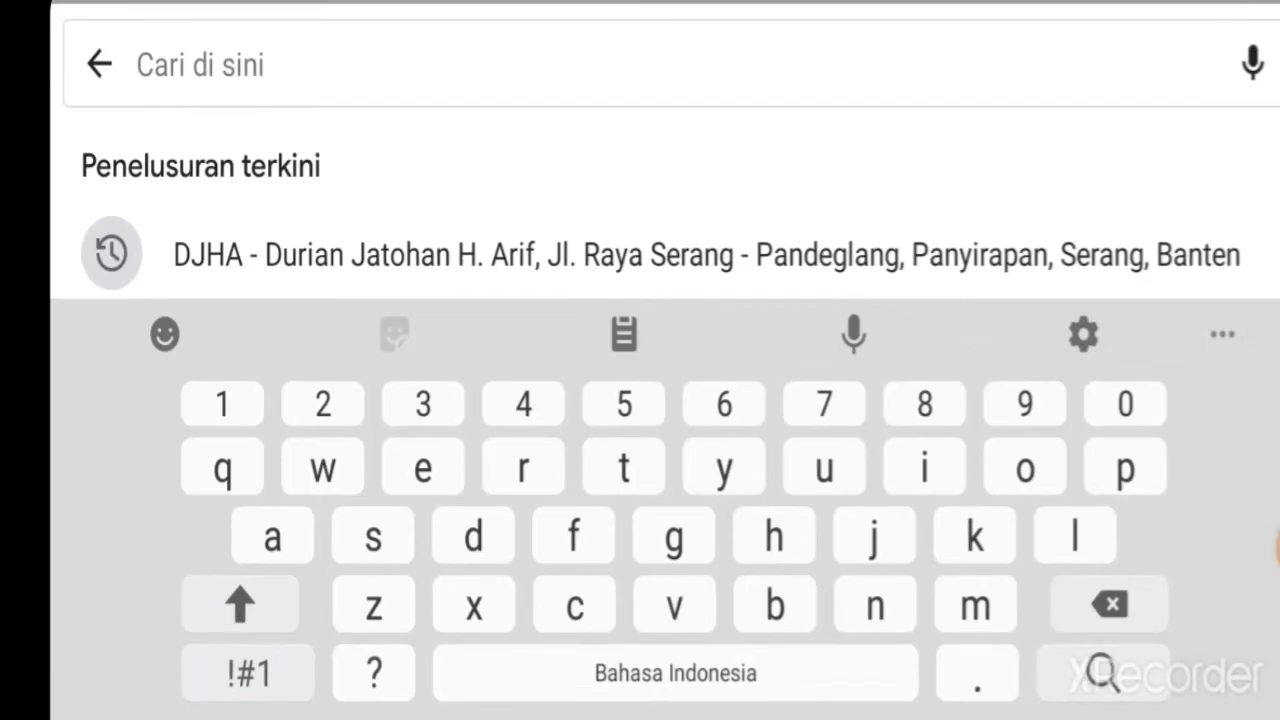 Cari di sini
Penelusuran terkini
DJHA - Durian Jatohan H. Arif, Jl. Raya Serang - Pandeglang, Panyirapan, Serang, Banten
1 2 3 4 5 6 7 8 9 0
q w e r t y u i o p
a s d f g h j k l
z x c v b n m
!#1 ? Bahasa Indonesia .
XRecorder